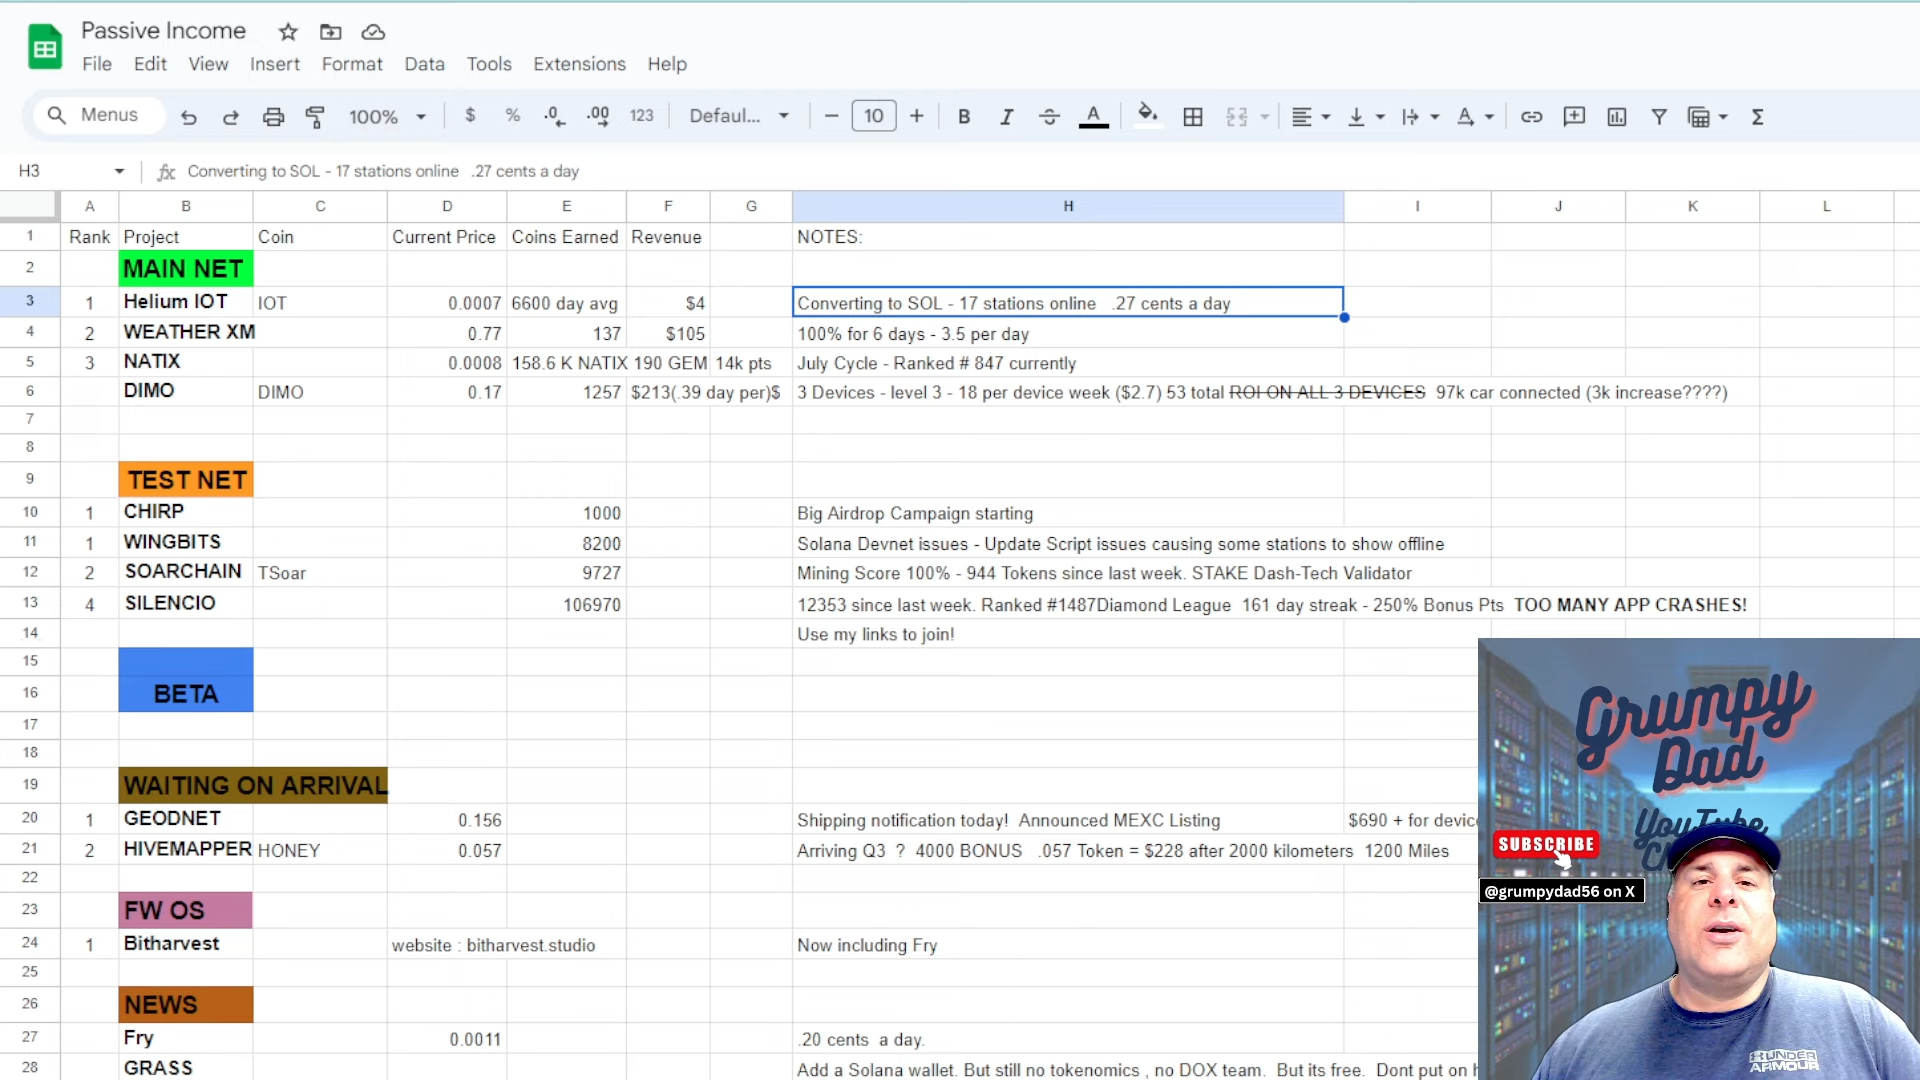 Passive Income
File Edit View Insert Format Data Tools Extensions Help
Menus 100% $ % .0 .00 123 Defaul... 10 B I A Σ
H3 fx Converting to SOL - 17 stations online .27 cents a day
A B C D E F G H I J K L
1 Rank Project Coin Current Price Coins Earned Revenue NOTES:
2 MAIN NET
3 1 Helium IOT IOT 0.0007 6600 day avg $4 Converting to SOL - 17 stations online .27 cents a day
4 2 WEATHER XM 0.77 137 $105 100% for 6 days - 3.5 per day
5 3 NATIX 0.0008 158.6 K NATIX 190 GEM 14k pts July Cycle - Ranked # 847 currently
6 DIMO DIMO 0.17 1257 $213(.39 day per)$ 3 Devices - level 3 - 18 per device week ($2.7) 53 total ROI ON ALL 3 DEVICES 97k car connected (3k increase????)
7
8
9 TEST NET
10 1 CHIRP 1000 Big Airdrop Campaign starting
11 1 WINGBITS 8200 Solana Devnet issues - Update Script issues causing some stations to show offline
12 2 SOARCHAIN TSoar 9727 Mining Score 100% - 944 Tokens since last week. STAKE Dash-Tech Validator
13 4 SILENCIO 106970 12353 since last week. Ranked #1487Diamond League 161 day streak - 250% Bonus Pts TOO MANY APP CRASHES!
14 Use my links to join!
15
16 BETA
17
18
19 WAITING ON ARRIVAL
20 1 GEODNET 0.156 Shipping notification today! Announced MEXC Listing $690 + for devic
21 2 HIVEMAPPER HONEY 0.057 Arriving Q3 ? 4000 BONUS .057 Token = $228 after 2000 kilometers 1200 Miles
22
23 FW OS
24 1 Bitharvest website : bitharvest.studio Now including Fry
25
26 NEWS
27 Fry 0.0011 .20 cents a day.
28 GRASS Add a Solana wallet. But still no tokenomics , no DOX team. But its free. Dont put on
Grumpy
Dad
YouTube
SUBSCRIBE
@grumpydad56 on X
UNDER
ARMOUR